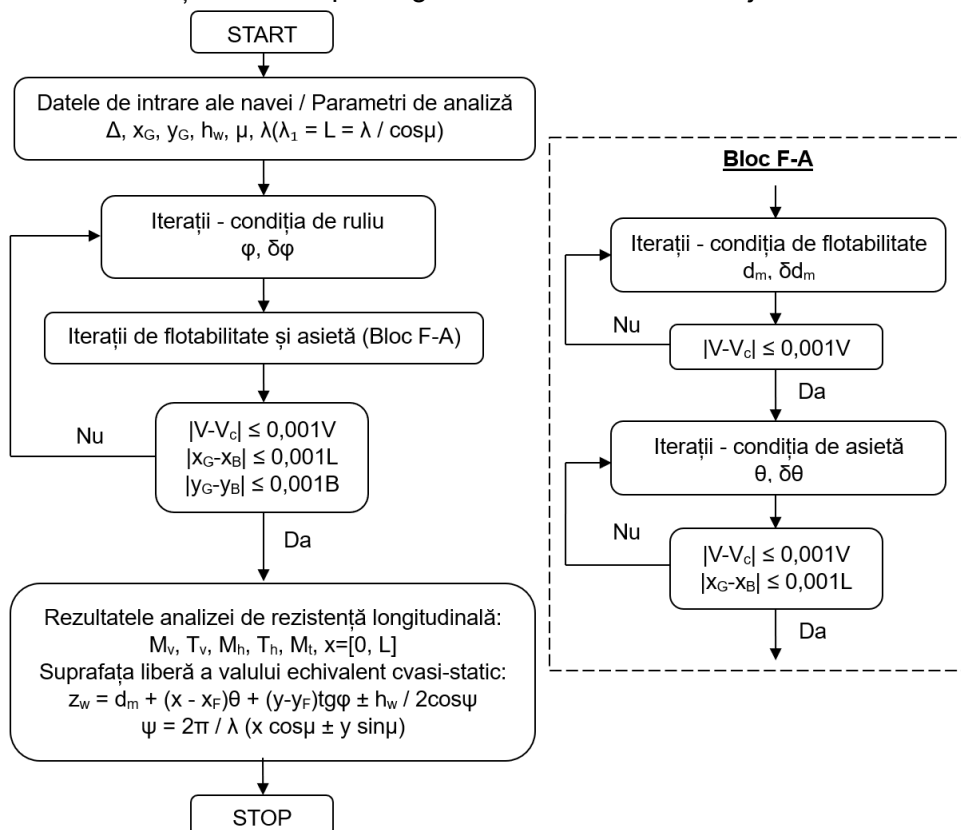 START
Datele de intrare ale navei / Parametri de analiză
Δ, xG, yG, hw, μ, λ(λ1 = L = λ / cosμ)
Iterații - condiția de ruliu
φ, δφ
Iterații de flotabilitate și asietă (Bloc F-A)
Nu
|V-Vc| ≤ 0,001V
|xG-xB| ≤ 0,001L
|yG-yB| ≤ 0,001B
Da
Rezultatele analizei de rezistență longitudinală:
Mv, Tv, Mh, Th, Mt, x=[0, L]
Suprafața liberă a valului echivalent cvasi-static:
zw = dm + (x - xF)θ + (y-yF)tgφ ± hw / 2cosψ
ψ = 2π / λ (x cosμ ± y sinμ)
STOP
Bloc F-A
Iterații - condiția de flotabilitate
dm, δdm
Nu
|V-Vc| ≤ 0,001V
Da
Iterații - condiția de asietă
θ, δθ
Nu
|V-Vc| ≤ 0,001V
|xG-xB| ≤ 0,001L
Da